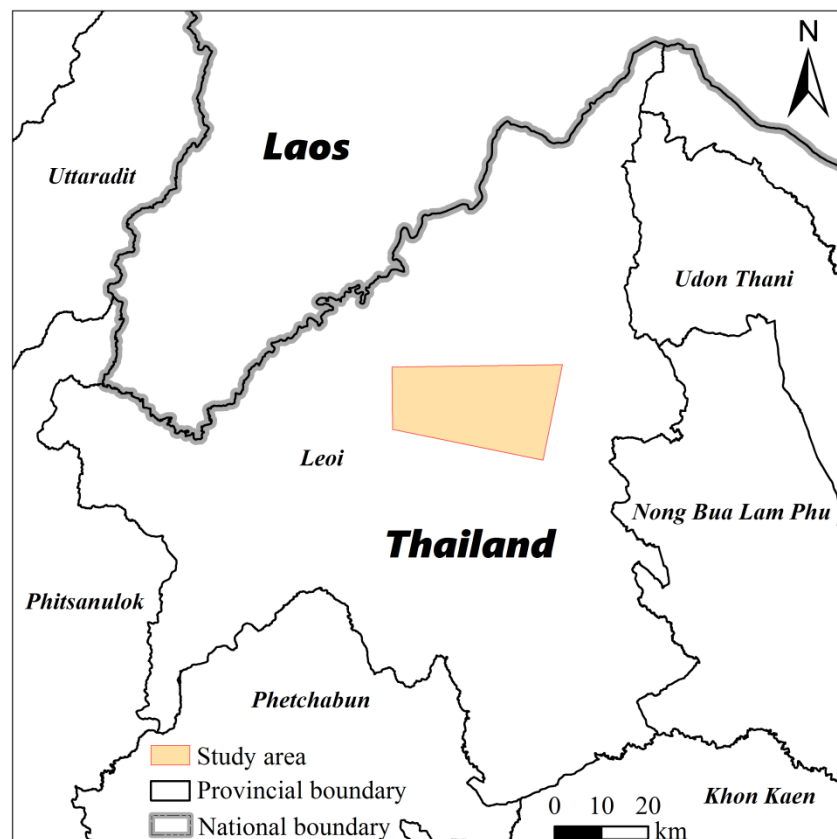 N
Laos
Uttaradit
Udon Thani
Leoi
Nong Bua Lam Phu
Thailand
Phitsanulok
Phetchabun
Study area
Provincial boundary
National boundary
Khon Kaen
0 10 20
km